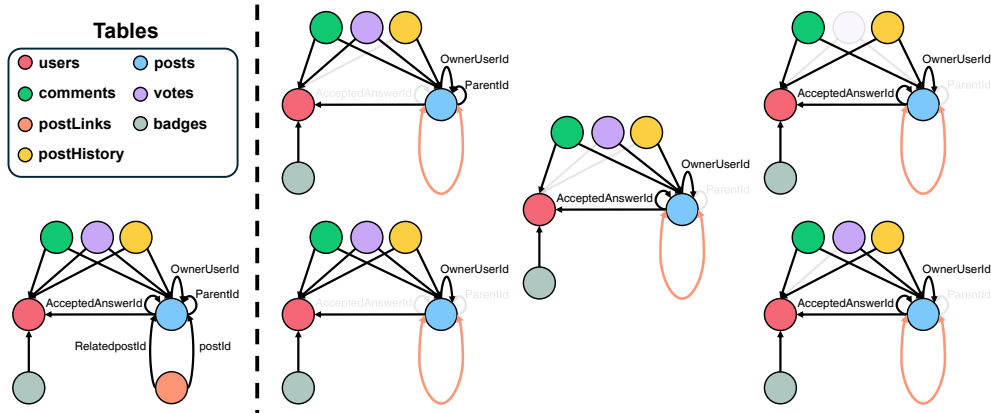 Tables
users
posts
comments
votes
postLinks
badges
postHistory
OwnerUserId
AcceptedAnswerId
ParentId
RelatedpostId
postId
OwnerUserId
ParentId
AcceptedAnswerId
OwnerUserId
ParentId
AcceptedAnswerId
OwnerUserId
ParentId
AcceptedAnswerId
OwnerUserId
ParentId
AcceptedAnswerId
OwnerUserId
ParentId
AcceptedAnswerId